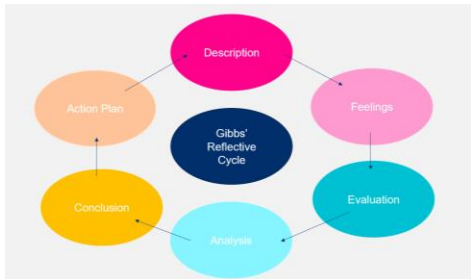 Description
Feelings
Evaluation
Analysis
Conclusion
Action Plan
Gibbs'
Reflective
Cycle